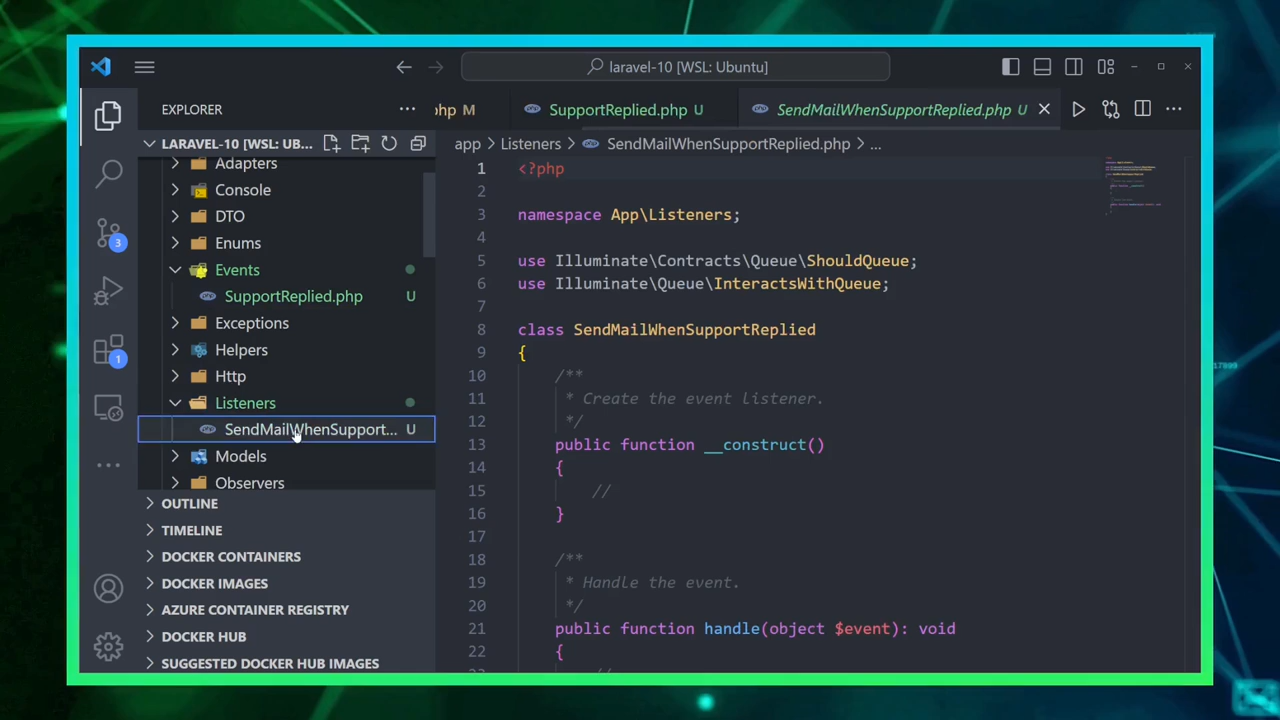 laravel-10 [WSL: Ubuntu]
EXPLORER
php M
SupportReplied.php U
SendMailWhenSupportReplied.php U
LARAVEL-10 [WSL: UB...
app > Listeners > SendMailWhenSupportReplied.php > ...
Adapters
Console
DTO
Enums
Events
SupportReplied.php U
Exceptions
Helpers
Http
Listeners
SendMailWhenSupport... U
Models
Observers
OUTLINE
TIMELINE
DOCKER CONTAINERS
DOCKER IMAGES
AZURE CONTAINER REGISTRY
DOCKER HUB
SUGGESTED DOCKER HUB IMAGES
3
1
1 <?php
2
3 namespace App\Listeners;
4
5 use Illuminate\Contracts\Queue\ShouldQueue;
6 use Illuminate\Queue\InteractsWithQueue;
7
8 class SendMailWhenSupportReplied
9 {
10 /**
11 * Create the event listener.
12 */
13 public function __construct()
14 {
15 //
16 }
17
18 /**
19 * Handle the event.
20 */
21 public function handle(object $event): void
22 {
23 //